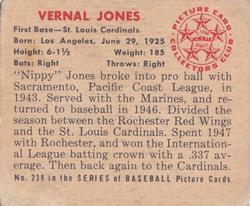 VERNAL JONES
First Base—St. Louis Cardinals
Born: Los Angeles, June 29, 1925
Height: 6-1½ Weight: 185
Bats: Right Throws: Right
PICTURE CARD
COLLECTORS CLUB
"Nippy" Jones broke into pro ball with
Sacramento, Pacific Coast League, in
1943. Served with the Marines, and re-
turned to baseball in 1946. Divided the
season between the Rochester Red Wings
and the St. Louis Cardinals. Spent 1947
with Rochester, and won the Interna-
tional League batting crown with a .337
average. Then back again to the Cardinals.
No. 238 in the SERIES of BASEBALL Picture Cards